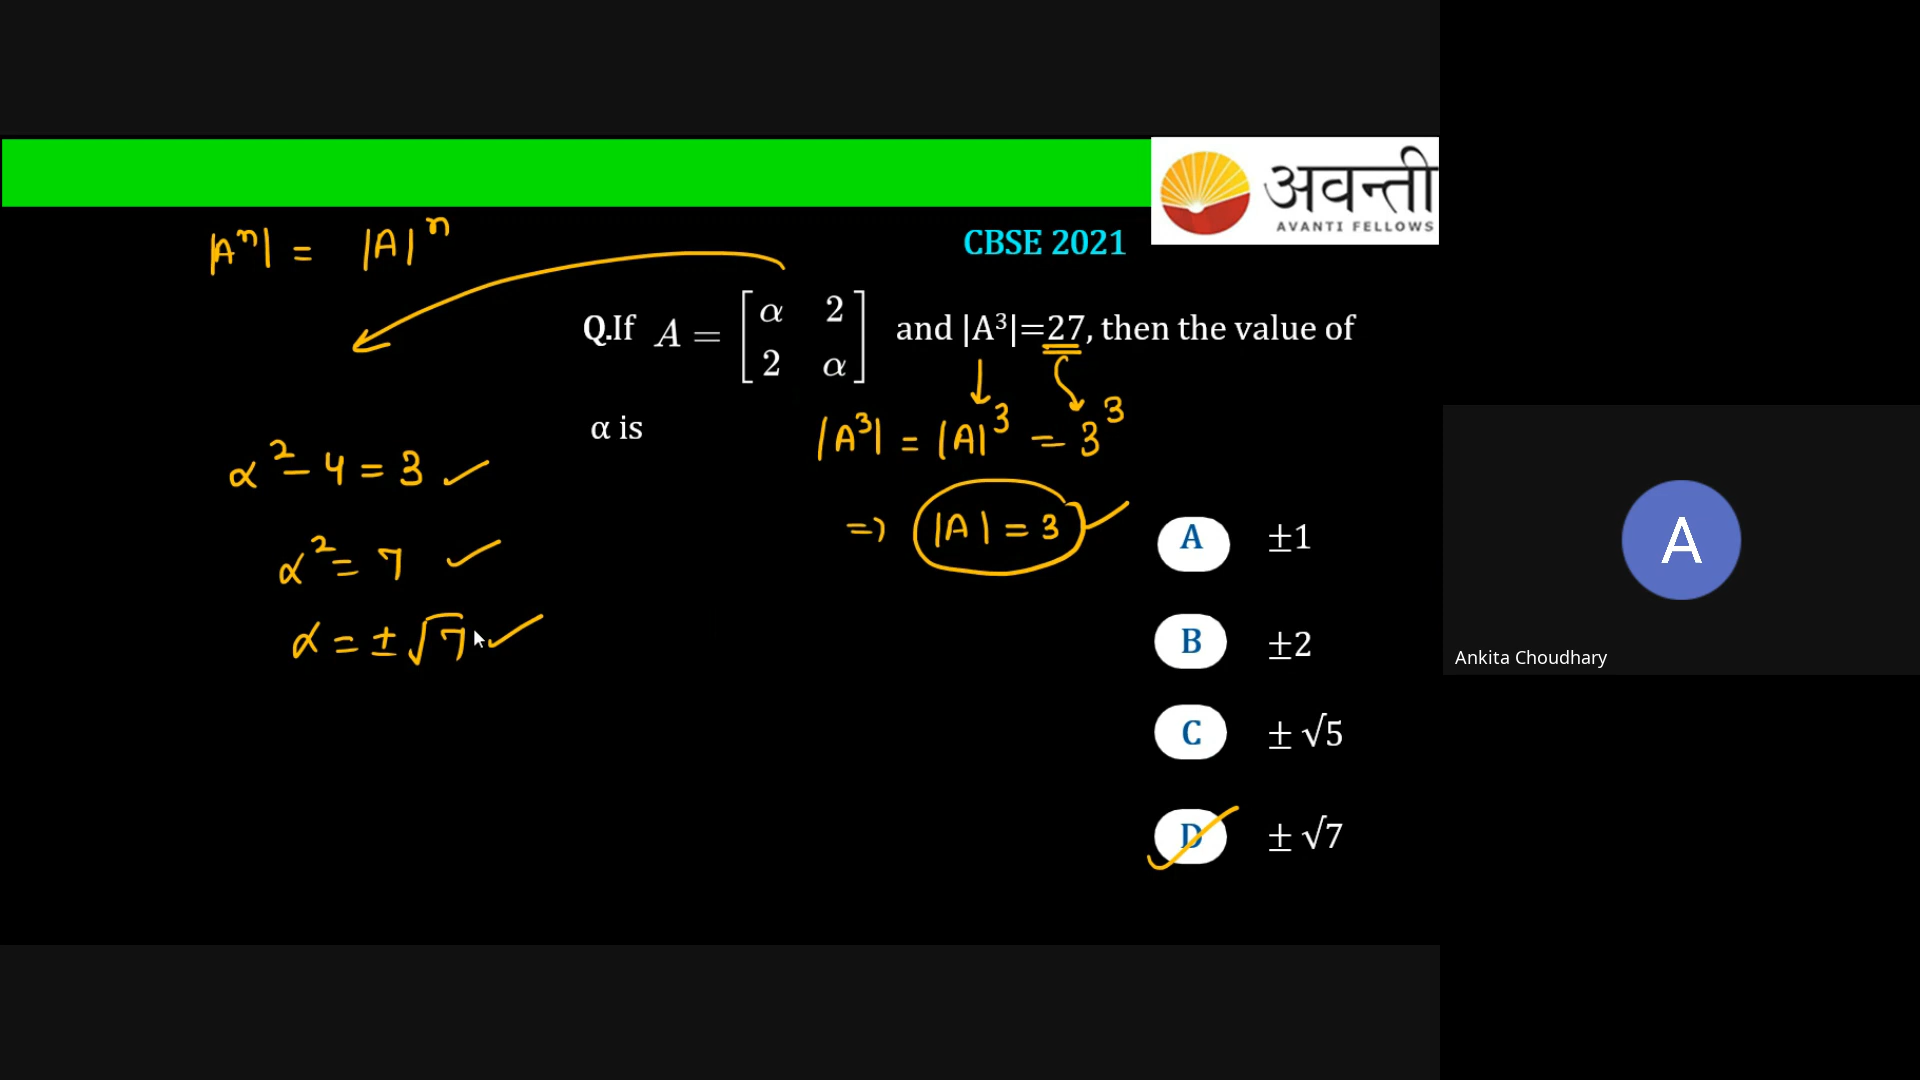 अवन्ती
AVANTI FELLOWS
|Aⁿ| = |A|ⁿ
CBSE 2021
Q.If A = [α 2
2 α] and |A³|=27, then the value of
α is
|A³| = |A|³ = 3³
=> |A| = 3
α² - 4 = 3
α² = 7
α = ± √7
A ±1
B ±2
C ± √5
D ± √7
A
Ankita Choudhary